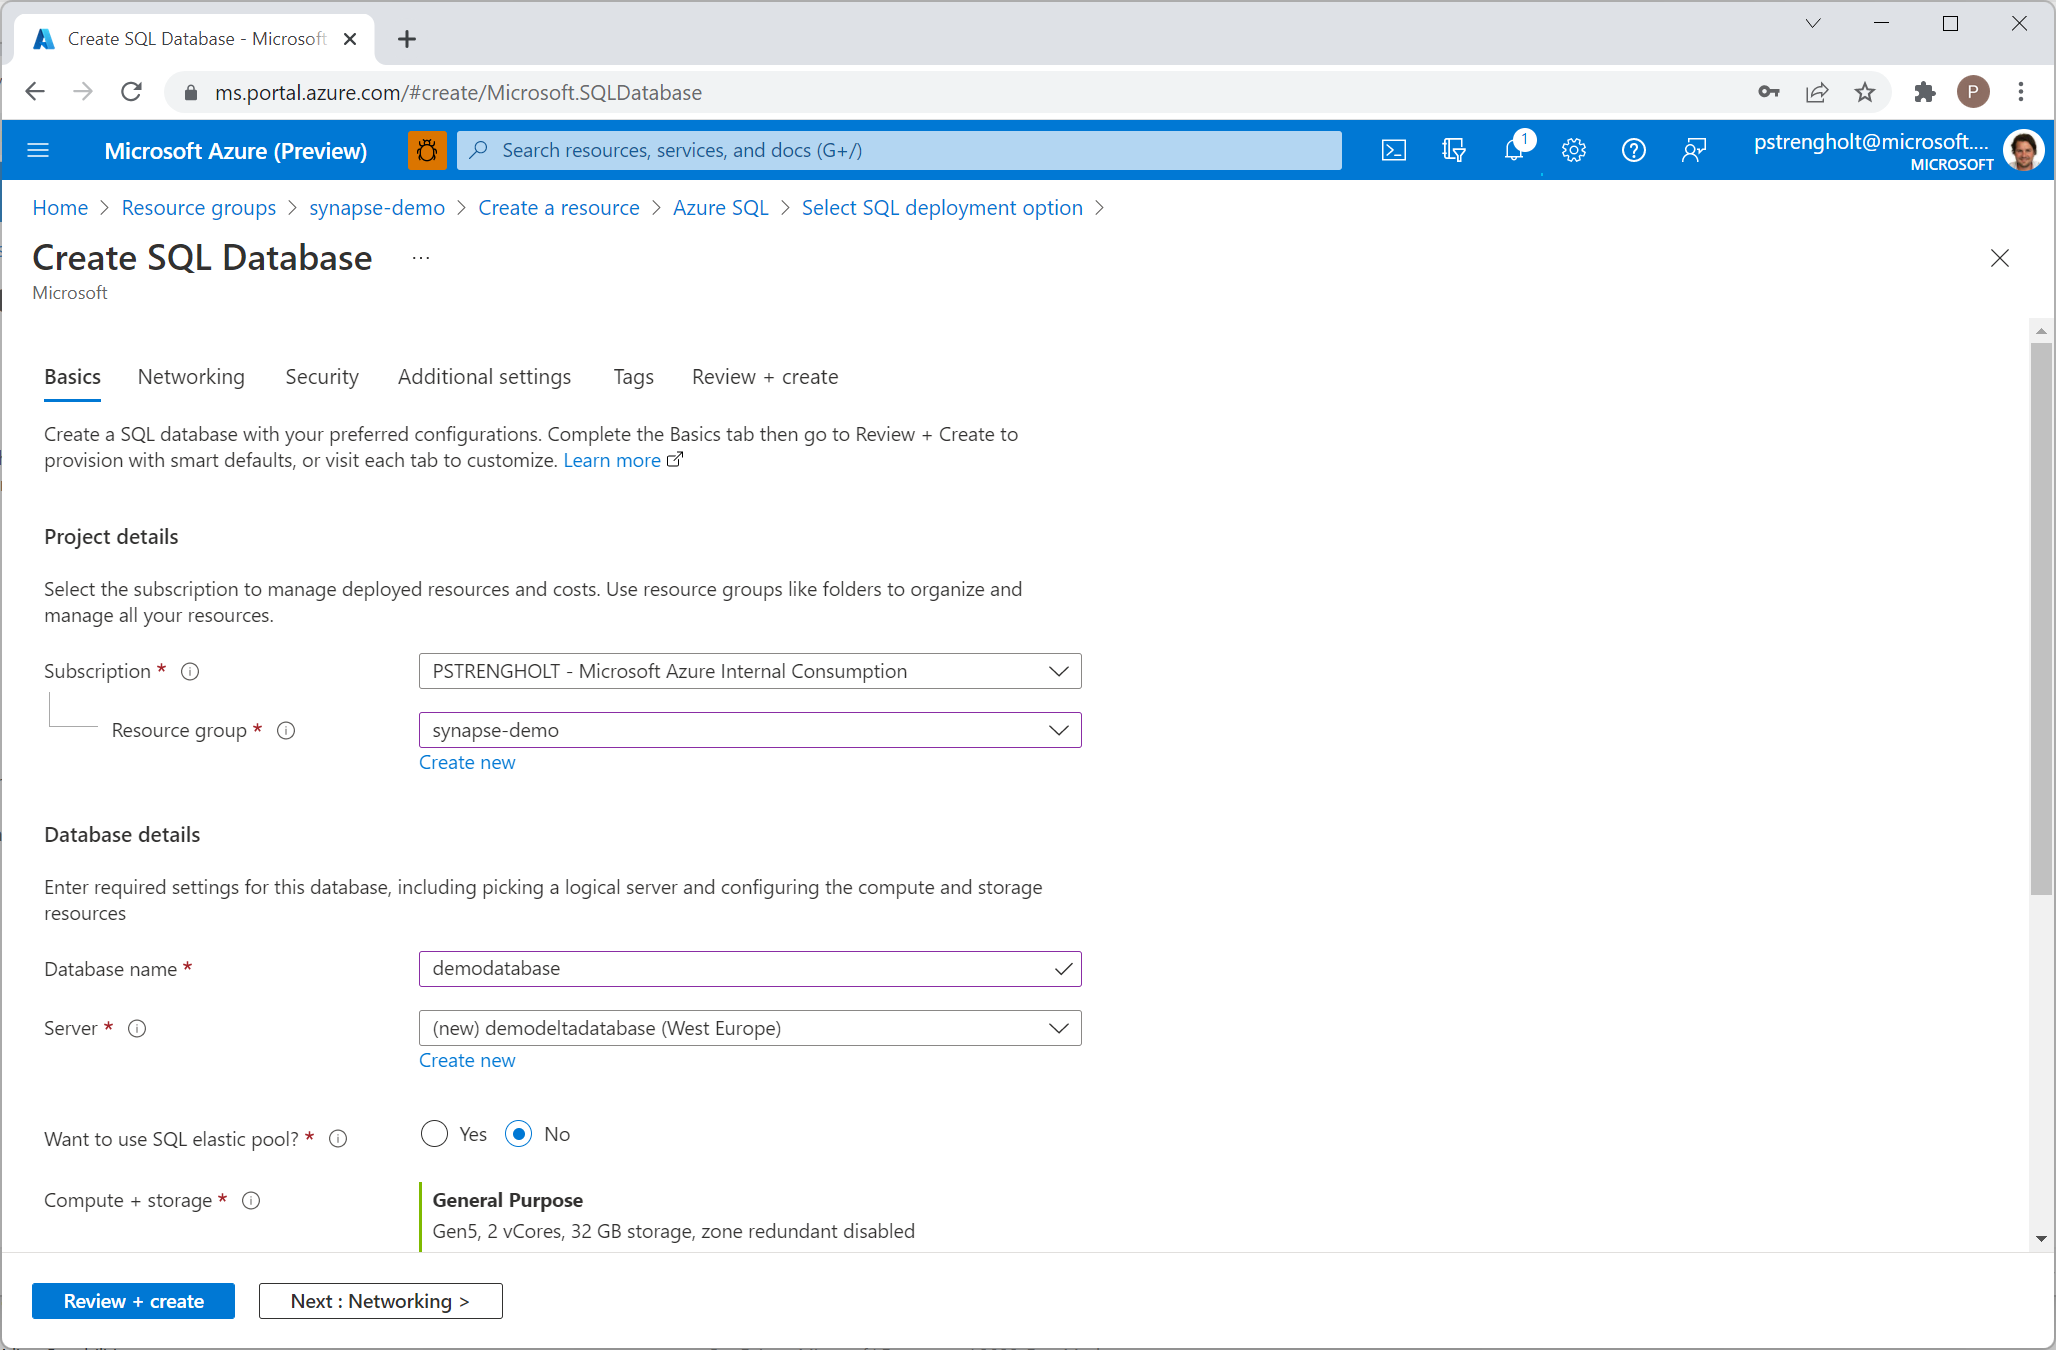 Create SQL Database - Microsoft
ms.portal.azure.com/#create/Microsoft.SQLDatabase
P
Microsoft Azure (Preview)
Search resources, services, and docs (G+/)
1
pstrengholt@microsoft....
MICROSOFT
Home > Resource groups > synapse-demo > Create a resource > Azure SQL > Select SQL deployment option >
Create SQL Database ...
Microsoft
Basics Networking Security Additional settings Tags Review + create
Create a SQL database with your preferred configurations. Complete the Basics tab then go to Review + Create to
provision with smart defaults, or visit each tab to customize. Learn more
Project details
Select the subscription to manage deployed resources and costs. Use resource groups like folders to organize and
manage all your resources.
Subscription * PSTRENGHOLT - Microsoft Azure Internal Consumption
Resource group * synapse-demo
Create new
Database details
Enter required settings for this database, including picking a logical server and configuring the compute and storage
resources
Database name * demodatabase
Server * (new) demodeltadatabase (West Europe)
Create new
Want to use SQL elastic pool? * Yes No
Compute + storage * General Purpose
Gen5, 2 vCores, 32 GB storage, zone redundant disabled
Review + create Next : Networking >